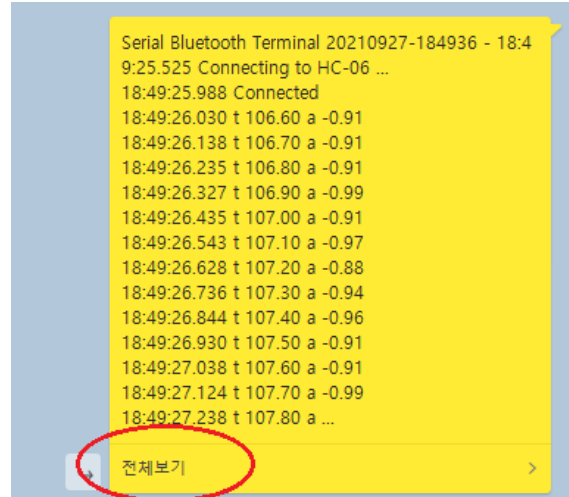 Serial Bluetooth Terminal 20210927-184936 - 18:4
9:25.525 Connecting to HC-06 ...
18:49:25.988 Connected
18:49:26.030 t 106.60 a -0.91
18:49:26.138 t 106.70 a -0.91
18:49:26.235 t 106.80 a -0.91
18:49:26.327 t 106.90 a -0.99
18:49:26.435 t 107.00 a -0.91
18:49:26.543 t 107.10 a -0.97
18:49:26.628 t 107.20 a -0.88
18:49:26.736 t 107.30 a -0.94
18:49:26.844 t 107.40 a -0.96
18:49:26.930 t 107.50 a -0.91
18:49:27.038 t 107.60 a -0.91
18:49:27.124 t 107.70 a -0.99
18:49:27.238 t 107.80 a ...
전체보기